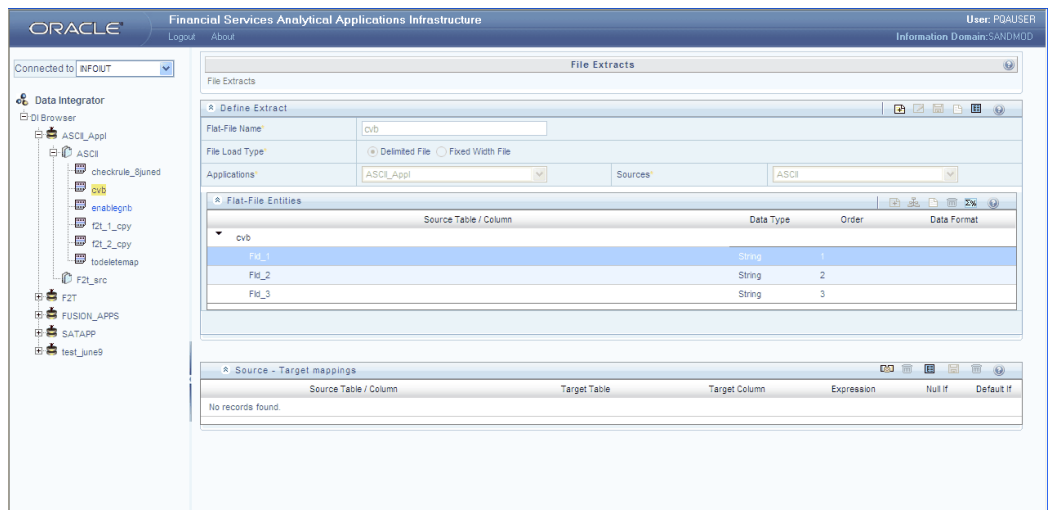 ORACLE
Financial Services Analytical Applications Infrastructure
User: PQAUSER
Logout About
Information Domain:SANDMOD
Connected to INFOIUT
File Extracts
File Extracts
Data Integrator
DI Browser
ASCII_Appl
ASCII
checkrule_8juned
cvb
enablegnb
f2t_1_cpy
f2t_2_cpy
todeletemap
F2t_src
F2T
FUSION_APPS
SATAPP
test_june9
Define Extract
Flat-File Name* cvb
File Load Type* Delimited File Fixed Width File
Applications* ASCII_Appl Sources* ASCII
Flat-File Entities
Source Table / Column Data Type Order Data Format
cvb
Fld_1 String 1
Fld_2 String 2
Fld_3 String 3
Source - Target mappings
Source Table / Column Target Table Target Column Expression Null If Default If
No records found.